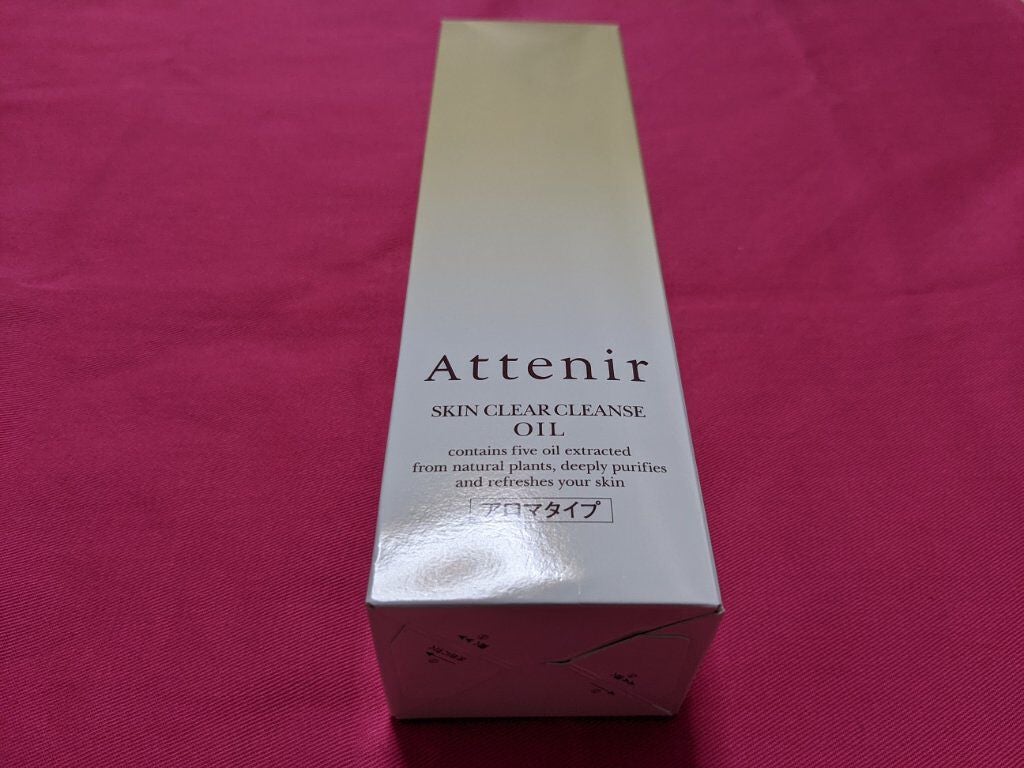 Attenir
SKIN CLEAR CLEANSE
OIL
contains five oil extracted
from natural plants, deeply purifies
and refreshes your skin
アロマタイプ